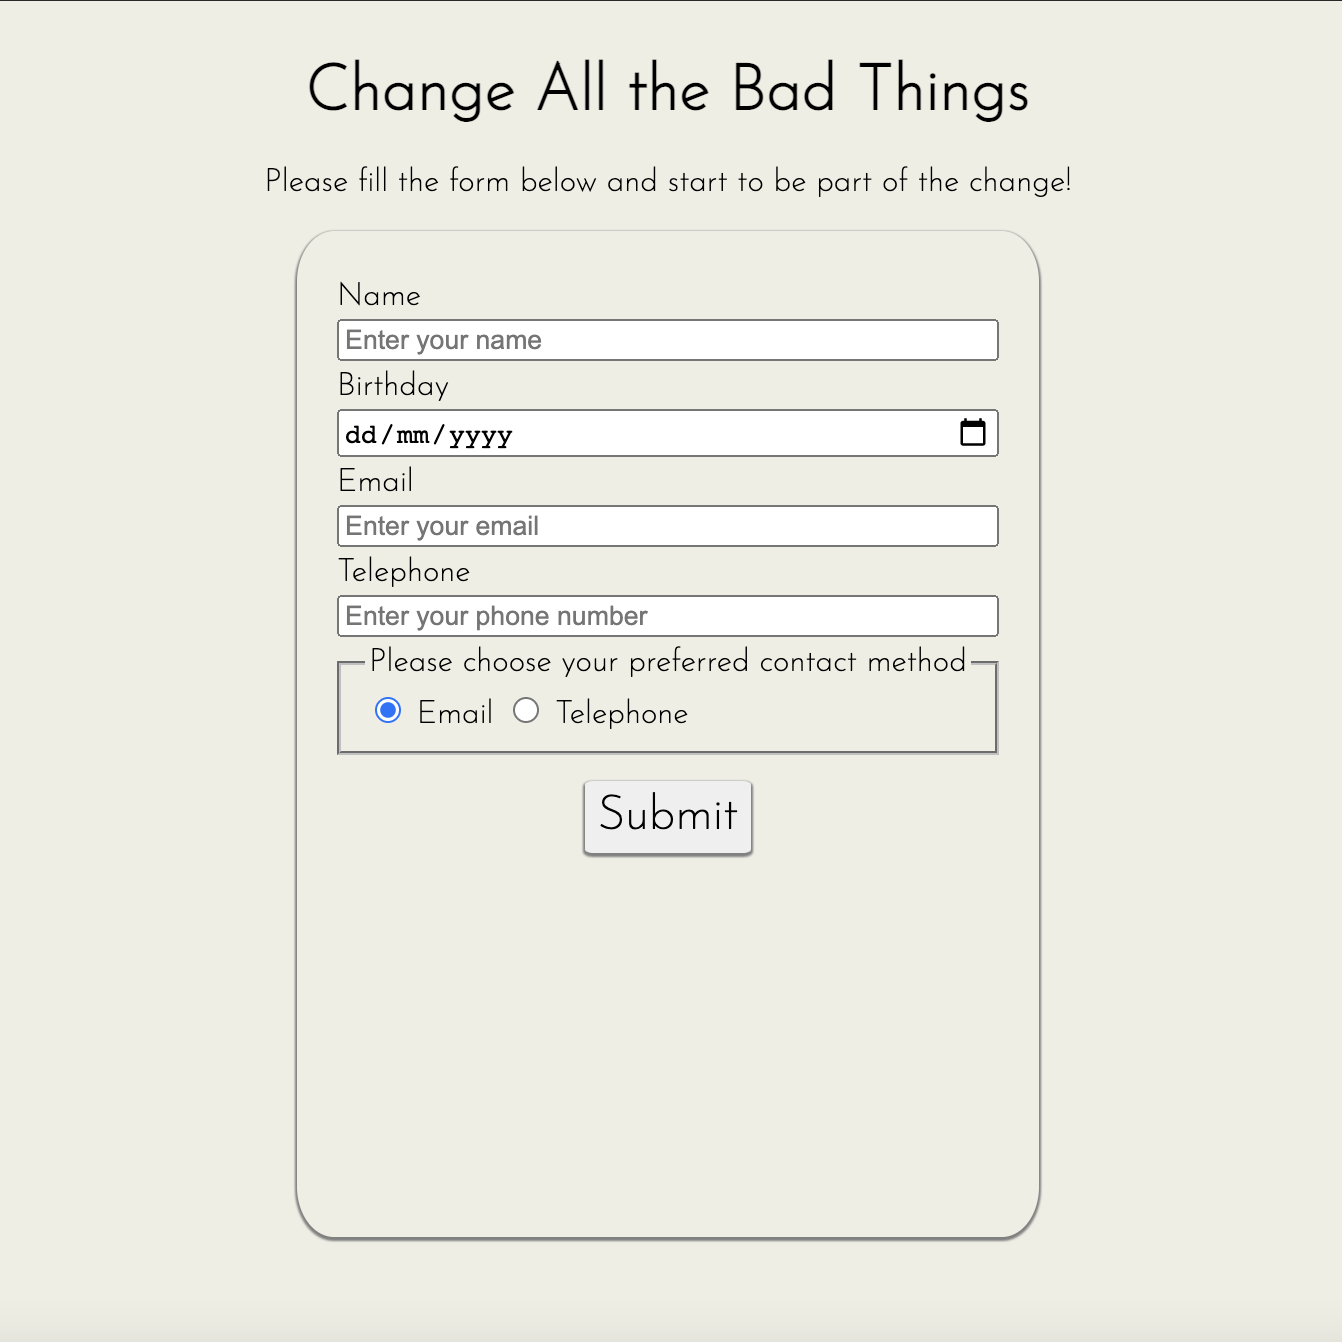 Change All the Bad Things
Please fill the form below and start to be part of the change!
Name
Enter your name
Birthday
dd/mm/yyyy
Email
Enter your email
Telephone
Enter your phone number
Please choose your preferred contact method
Email Telephone
Submit